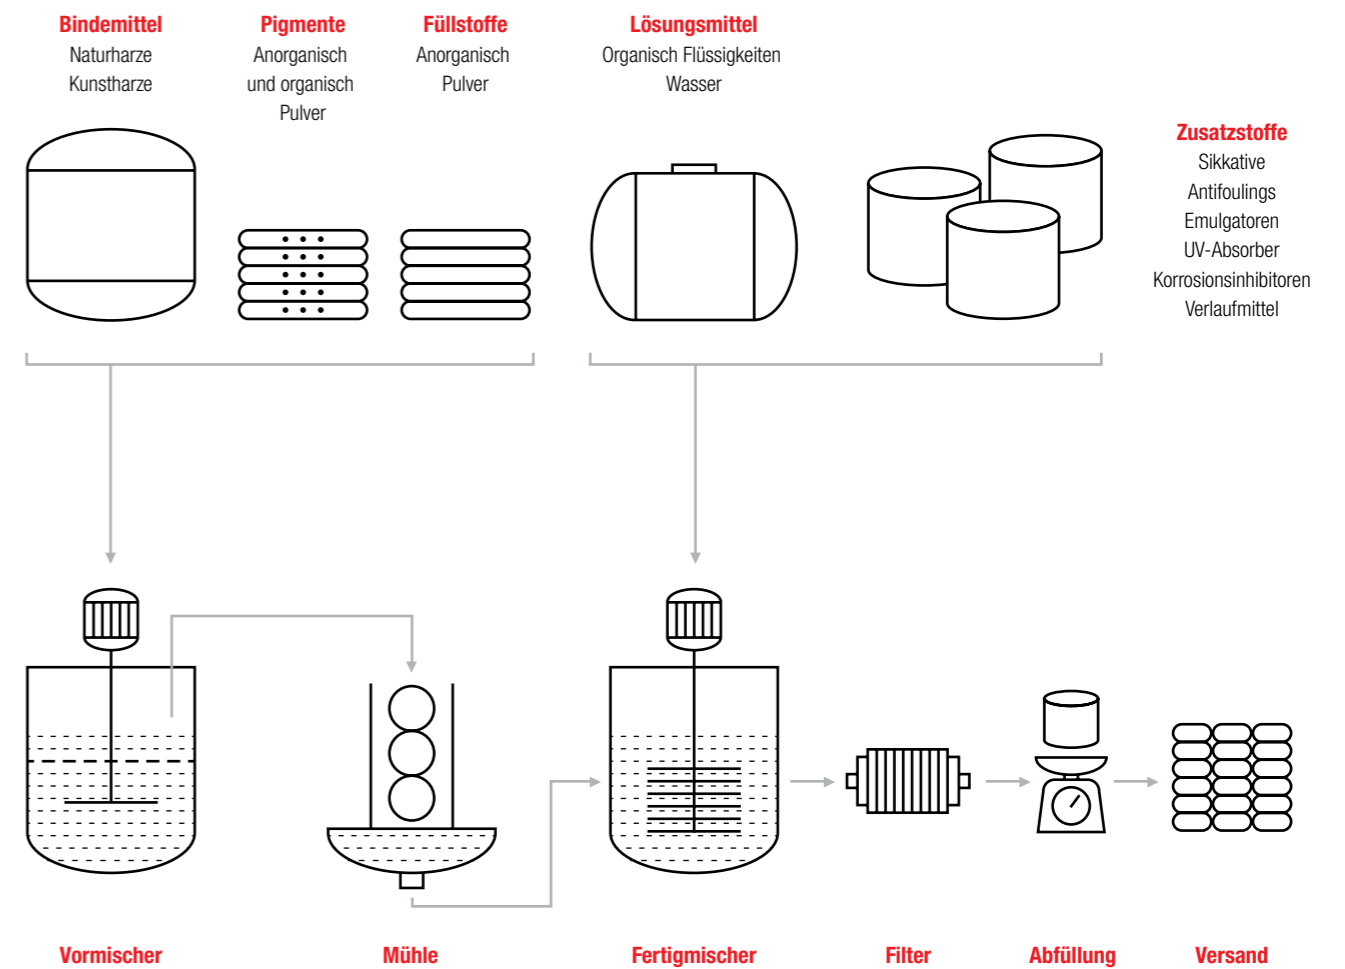 Bindemittel
Naturharze
Kunstharze
Pigmente
Anorganisch
und organisch
Pulver
Füllstoffe
Anorganisch
Pulver
Lösungsmittel
Organisch Flüssigkeiten
Wasser
Zusatzstoffe
Sikkative
Antifoulings
Emulgatoren
UV-Absorber
Korrosionsinhibitoren
Verlaufmittel
Vormischer
Mühle
Fertigmischer
Filter
Abfüllung
Versand